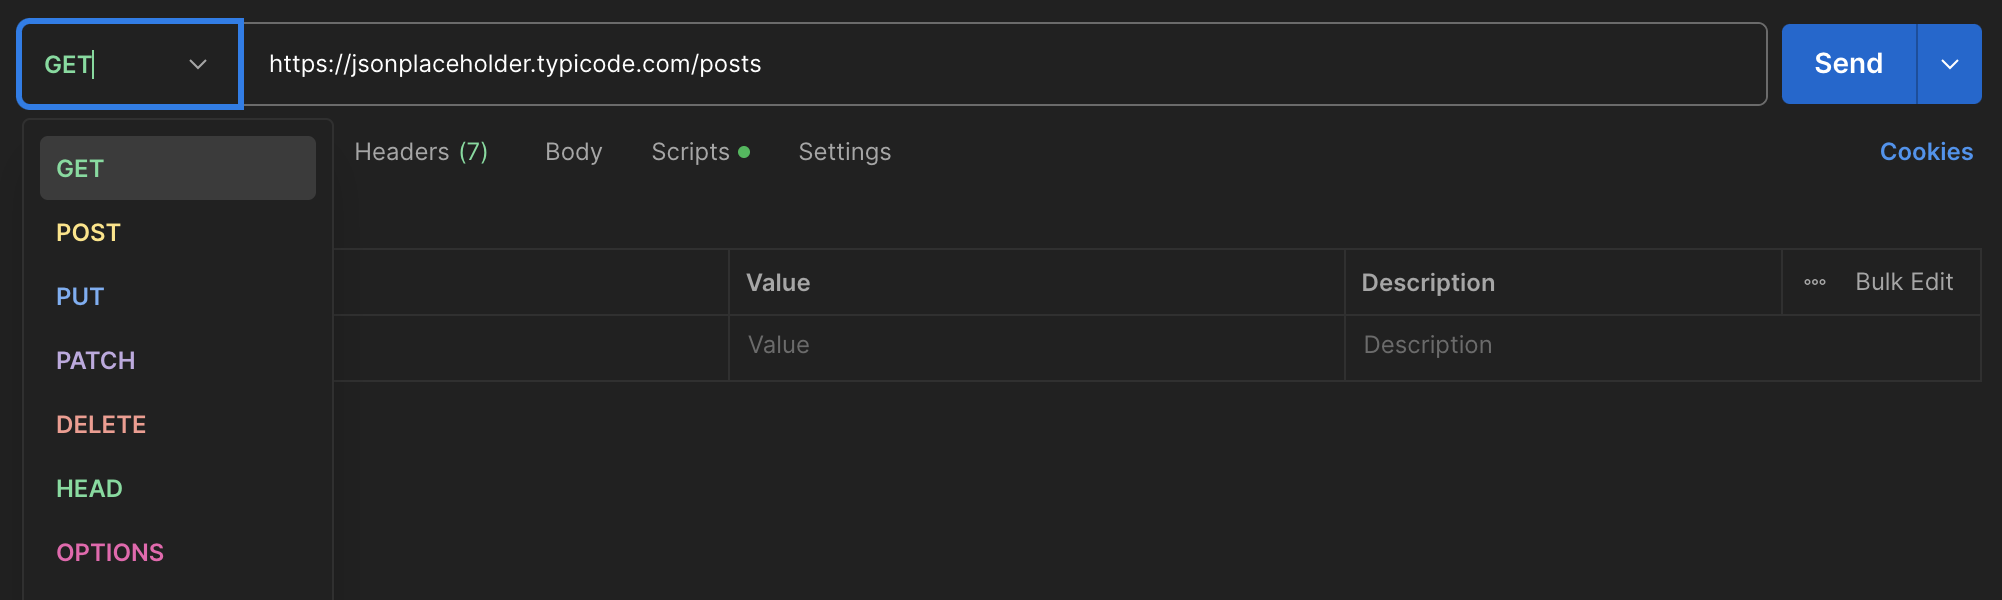 GET
https://jsonplaceholder.typicode.com/posts
Send
Headers (7)
Body
Scripts
Settings
Cookies
GET
POST
PUT
PATCH
DELETE
HEAD
OPTIONS
Value
Description
Bulk Edit
Value
Description